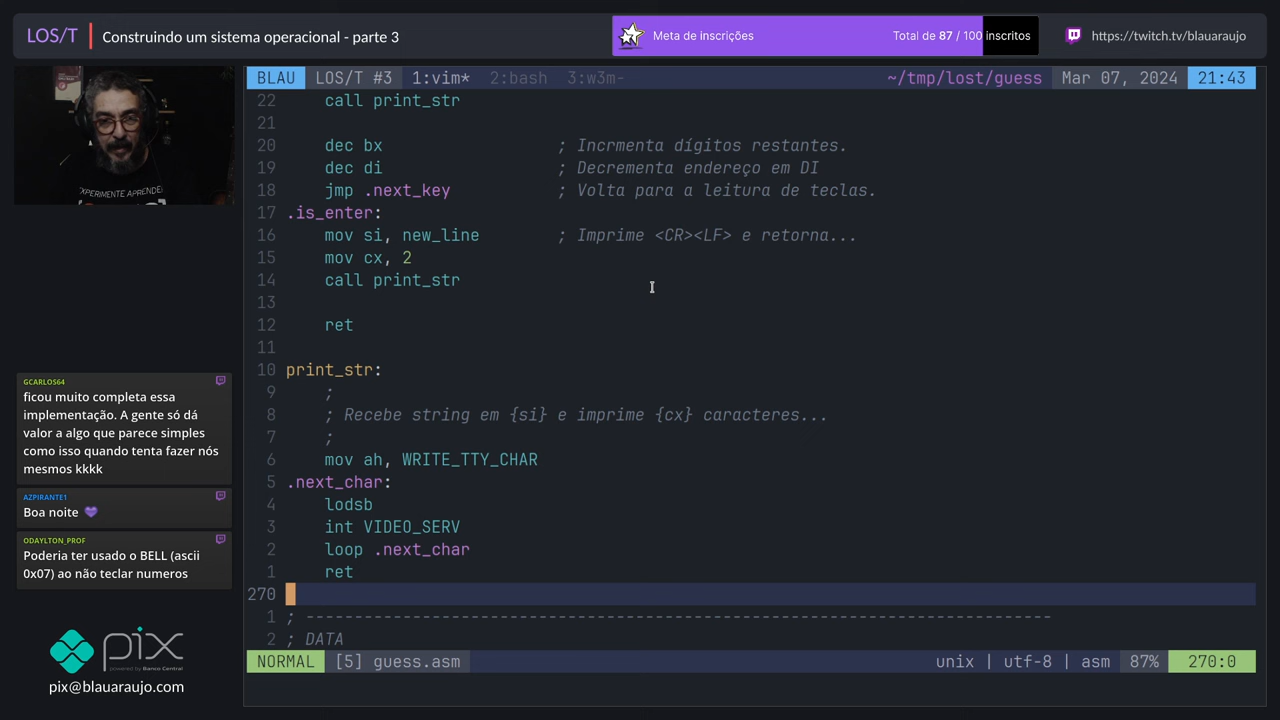 LOS/T | Construindo um sistema operacional - parte 3
Meta de inscrições Total de 87 / 100 inscritos
https://twitch.tv/blauaraujo
BLAU LOS/T #3 1:vim* 2:bash 3:w3m- ~/tmp/lost/guess Mar 07, 2024 21:43
22 call print_str
21
20 dec bx ; Incrmenta dígitos restantes.
19 dec di ; Decrementa endereço em DI
18 jmp .next_key ; Volta para a leitura de teclas.
17 .is_enter:
16 mov si, new_line ; Imprime <CR><LF> e retorna...
15 mov cx, 2
14 call print_str
13
12 ret
11
10 print_str:
9 ;
8 ; Recebe string em {si} e imprime {cx} caracteres...
7 ;
6 mov ah, WRITE_TTY_CHAR
5 .next_char:
4 lodsb
3 int VIDEO_SERV
2 loop .next_char
1 ret
270
1 ; -----------------------------------------------------------------------------
2 ; DATA
NORMAL [5] guess.asm unix | utf-8 | asm 87% 270:0
XPERIMENTE APRENDE
GCARLOS64
ficou muito completa essa
implementação. A gente só dá
valor a algo que parece simples
como isso quando tenta fazer nós
mesmos kkkk
AZPIRANTE1
Boa noite 💜
ODAYLTON_PROF
Poderia ter usado o BELL (ascii
0x07) ao não teclar numeros
pix
powered by Banco Central
pix@blauaraujo.com